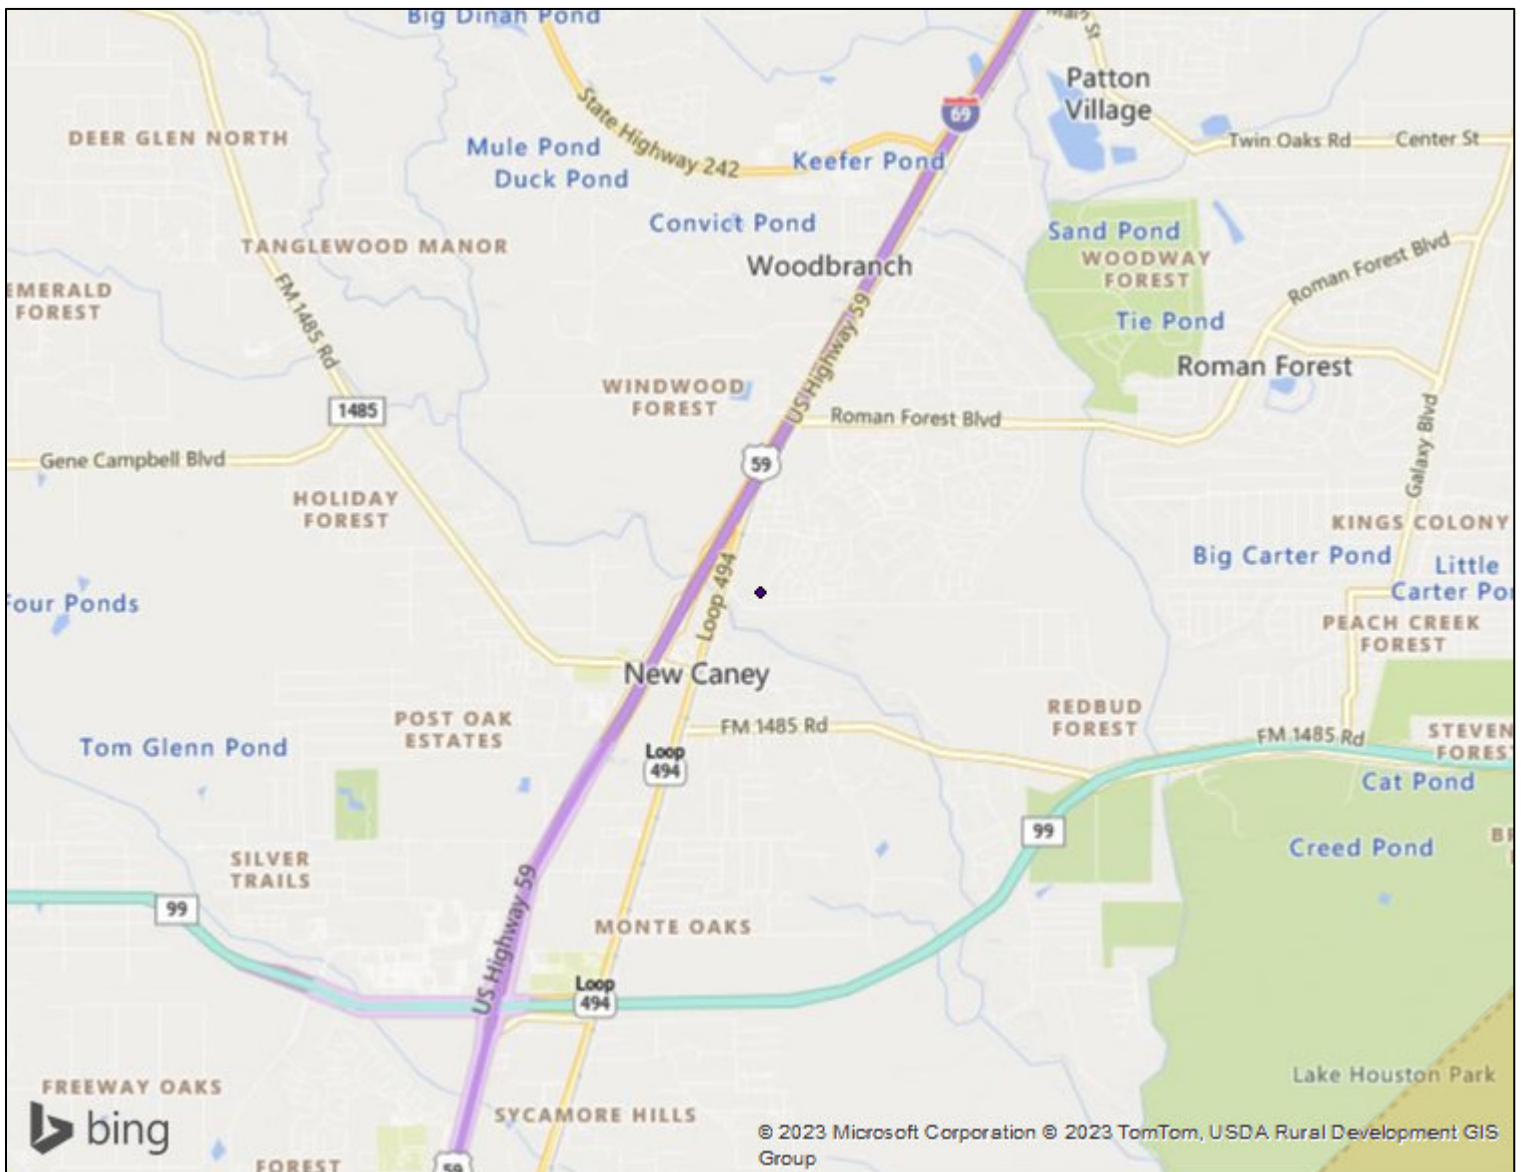 Big Dinah Pond
Main St
Patton
Village
69
State Highway 242
DEER GLEN NORTH
Mule Pond
Duck Pond
Keefer Pond
Twin Oaks Rd
Center St
Convict Pond
Sand Pond
WOODWAY
FOREST
TANGLEWOOD MANOR
Woodbranch
Roman Forest Blvd
EMERALD
FOREST
FM 1485 Rd
US Highway 59
Tie Pond
Roman Forest
WINDWOOD
FOREST
1485
Roman Forest Blvd
Galaxy Blvd
Gene Campbell Blvd
59
HOLIDAY
FOREST
KINGS COLONY
Big Carter Pond
Little
Carter Po
Four Ponds
Loop 494
PEACH CREEK
FOREST
New Caney
POST OAK
ESTATES
FM 1485 Rd
REDBUD
FOREST
FM 1485 Rd
STEVEN
FOREST
Tom Glenn Pond
Loop
494
Cat Pond
99
Creed Pond
SILVER
TRAILS
99
US Highway 59
MONTE OAKS
Loop
494
FREEWAY OAKS
Lake Houston Park
SYCAMORE HILLS
bing
© 2023 Microsoft Corporation © 2023 TomTom, USDA Rural Development GIS
Group
FOREST
59